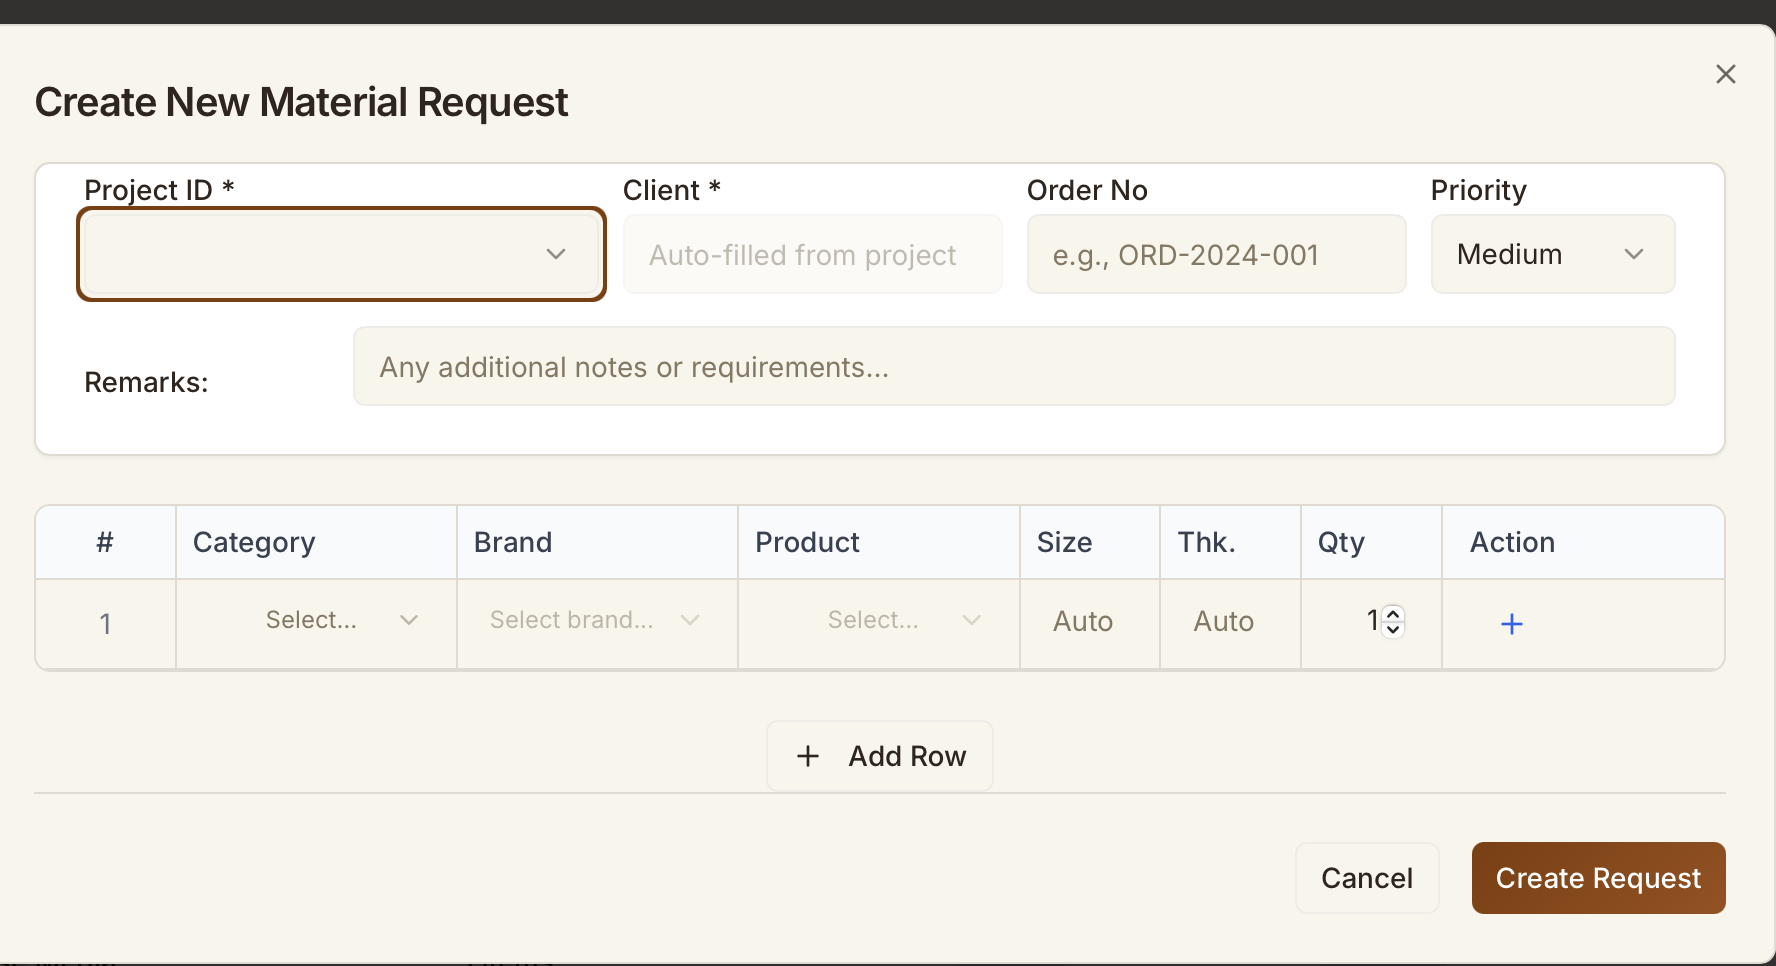 Create New Material Request
Project ID *
Client *
Order No
Priority
Auto-filled from project
e.g., ORD-2024-001
Medium
Remarks:
Any additional notes or requirements...
# Category Brand Product Size Thk. Qty Action
1 Select... Select brand... Select... Auto Auto 1
+ Add Row
Cancel
Create Request